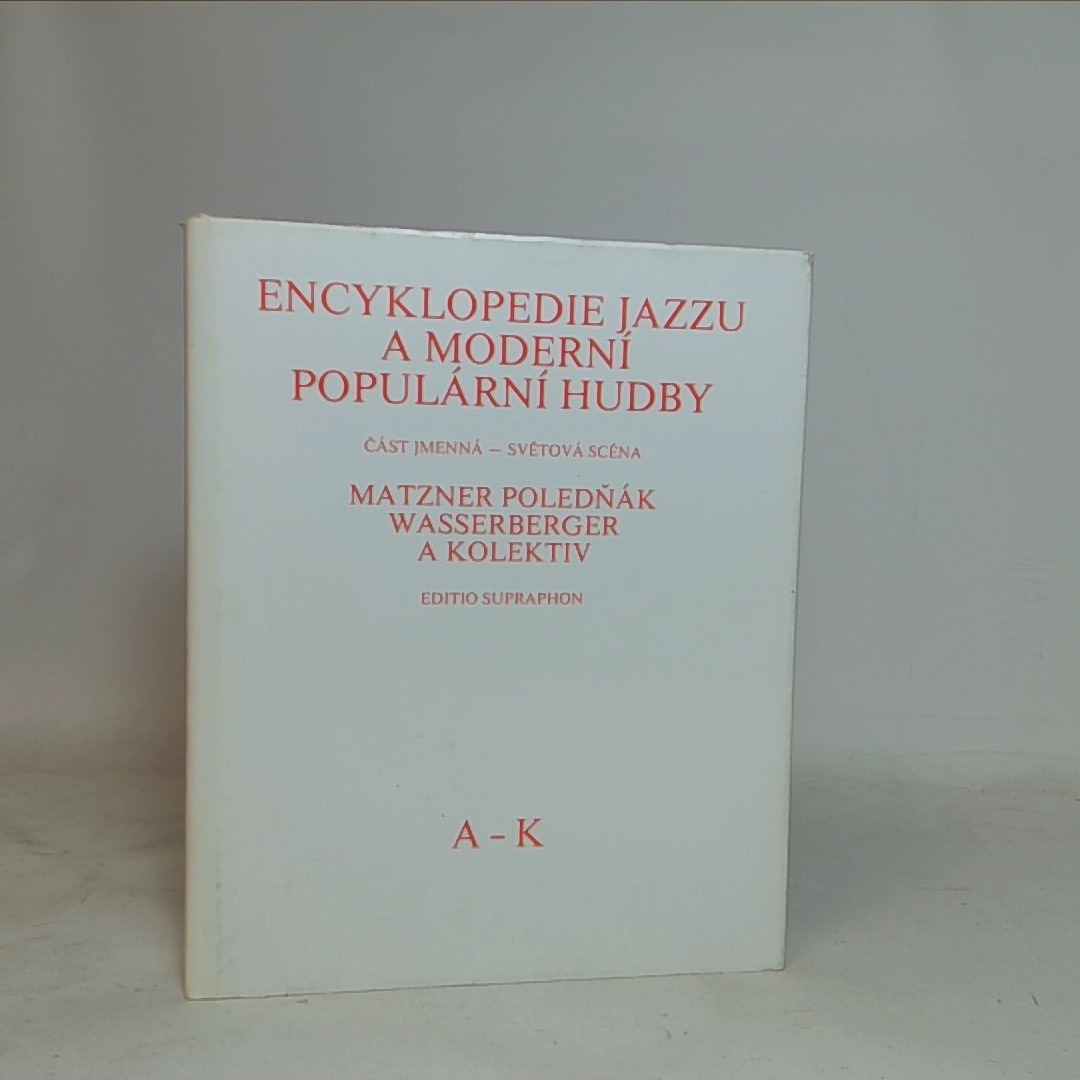 ENCYKLOPEDIE JAZZU
A MODERNÍ
POPULÁRNÍ HUDBY
ČÁST JMENNÁ – SVĚTOVÁ SCÉNA
MATZNER POLEDŇÁK
WASSERBERGER
A KOLEKTIV
EDITIO SUPRAPHON
A – K